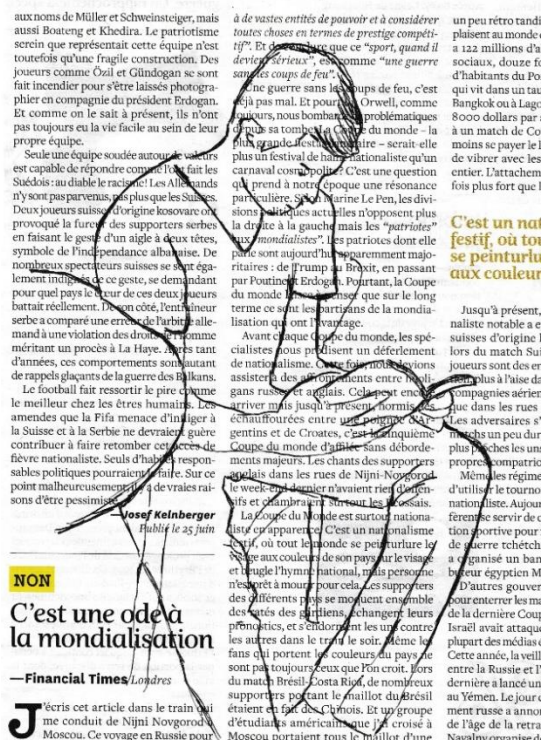 aux noms de Müller et Schweinsteiger, mais
aussi Boateng et Khedira. Le patriotisme
serein que représentait cette équipe n'est
toutefois qu'une fragile construction. Des
joueurs comme Özil et Gündogan se sont
fait incendier pour s'être laissés photogra-
phier en compagnie du président Erdogan.
Et comme on le sait à présent, ils n'ont
pas toujours eu la vie facile au sein de leur
propre équipe.
Seule une équipe soudée autour de valeurs
est capable de répondre comme l'ont fait les
Suédois : au diable le racisme! Les Allemands
n'y sont pas parvenus, pas plus que les Suisses.
Deux joueurs suisses d'origine kosovare ont
provoqué la fureur des supporters serbes
en faisant le geste d'un aigle à deux têtes,
symbole de l'indépendance albanaise. De
nombreux spectateurs suisses se sont éga-
lement indignés de ce geste, se demandant
pour quel pays le cœur de ces deux joueurs
battait réellement. De son côté, l'entraîneur
serbe a comparé une erreur de l'arbitre alle-
mand à une violation des droits de l'homme
méritant un procès à La Haye. Après tant
d'années, ces comportements sont autant
de rappels glaçants de la guerre des Balkans.
Le football fait ressortir le pire comme
le meilleur chez les êtres humains. Les
amendes que la Fifa menace d'infliger à
la Suisse et à la Serbie ne devraient guère
contribuer à faire retomber cet accès de
fièvre nationaliste. Seuls d'habiles respon-
sables politiques pourraient le faire. Sur ce
point malheureusement, il y a de vraies rai-
sons d'être pessimiste.
—Josef Kelnberger
Publié le 25 juin
NON
C'est une ode à
la mondialisation
—Financial Times Londres
J'écris cet article dans le train qui
me conduit de Nijni Novgorod à
Moscou. Ce voyage en Russie pour
à de vastes entités de pouvoir et à considérer
toutes choses en termes de prestige compéti-
tif". Et de conclure que ce "sport, quand il
devient sérieux", est comme "une guerre
sans les coups de feu".
Une guerre sans les coups de feu, c'est
déjà pas mal. Et pourtant, Orwell, comme
toujours, nous bombarde de problématiques
depuis sa tombe. La Coupe du monde – la
plus grande fête planétaire – serait-elle
plus un festival de haine nationaliste qu'un
carnaval cosmopolite? C'est une question
qui prend à notre époque une résonance
particulière. Selon Marine Le Pen, les divi-
sions politiques actuelles n'opposent plus
la droite à la gauche mais les "patriotes"
aux "mondialistes". Les patriotes dont elle
parle sont aujourd'hui apparemment majo-
ritaires : de Trump au Brexit, en passant
par Poutine et Erdogan. Pourtant, la Coupe
du monde laisse à penser que sur le long
terme ce sont les partisans de la mondia-
lisation qui ont l'avantage.
Avant chaque Coupe du monde, les spé-
cialistes nous prédisent un déferlement
de nationalisme. Cette fois, nous devions
assister à des affrontements entre hooli-
gans russes et anglais. Cela peut encore
arriver mais jusqu'à présent, hormis des
échauffourées entre une poignée d'Ar-
gentins et de Croates, c'est la cinquième
Coupe du monde d'affilée sans déborde-
ments majeurs. Les chants des supporters
anglais dans les rues de Nijni-Novgorod
le week-end dernier n'avaient rien d'offen-
sifs et chambraient surtout les Écossais.
La Coupe du Monde est surtout nationa-
liste en apparence. C'est un nationalisme
festif, où tout le monde se peinturlure le
visage aux couleurs de son pays sur le visage
et beugle l'hymne national, mais personne
n'est prêt à mourir pour cela. Les supporters
des différents pays se moquent ensemble
des ratés des gardiens, échangent leurs
pronostics, et s'endorment les uns contre
les autres dans le train le soir. Même les
fans qui portent les couleurs du pays ne
sont pas toujours ceux que l'on croit. Lors
du match Brésil-Costa Rica, de nombreux
supporters portant le maillot du Brésil
étaient en fait des Chinois. Et un groupe
d'étudiants américains que j'ai croisé à
Moscou portaient tous le maillot d'une
un peu rétro tandi
plaisent au monde
a 122 millions d'a
sociaux, douze fo
d'habitants du Po
qui vit dans un tau
Bangkok ou à Lago
8000 dollars par
à un match de Co
moins se payer le
de vibrer avec les
entier. L'attachem
fois plus fort que l
C'est un nat
festif, où tou
se peinturlu
aux couleur
Jusqu'à présent,
naliste notable a e
suisses d'origine
lors du match Sui
joueurs sont des en
plus à l'aise da
compagnies aérien
que dans les rues
Les adversaires s'
matchs un peu dur
plus proches les uns
propres compatrio
Mêmes les régime
d'utiliser le tourno
nationaliste. Aujour
férente servir de c
tion sportive pour
de guerre tchétch
a organisé un ban
buteur égyptien M
D'autres gouver
pour enterrer les ma
de la dernière Coup
Israël avait attaqu
plupart des médias
Cette année, la veill
entre la Russie et l'
dernière a lancé un
au Yémen. Le jour
ment russe a annon
de l'âge de la retra
Navalny organise d